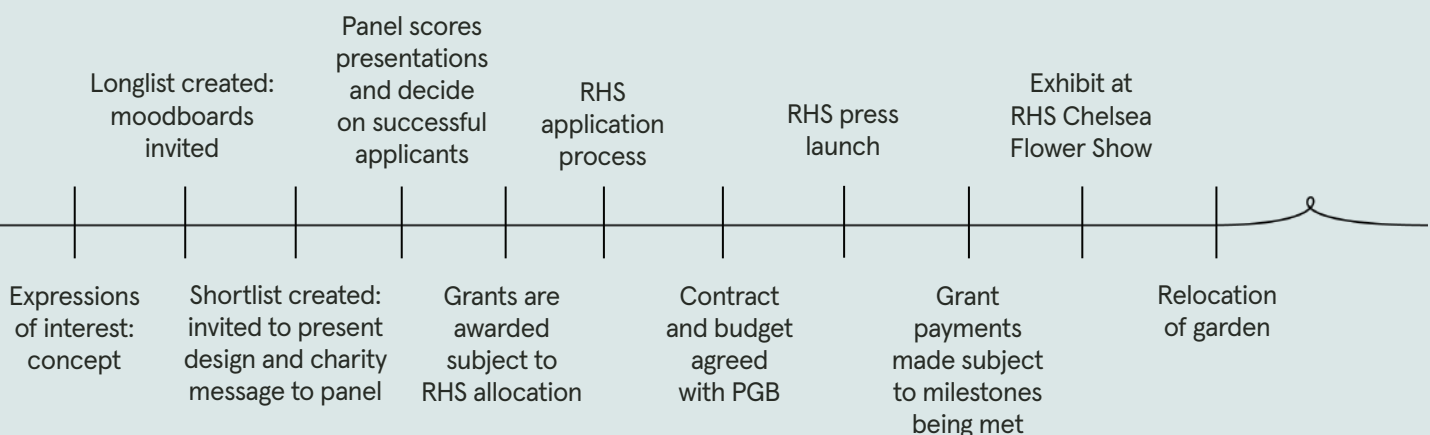 Expressions
of interest:
concept
Longlist created:
moodboards
invited
Shortlist created:
invited to present
design and charity
message to panel
Panel scores
presentations
and decide
on successful
applicants
Grants are
awarded
subject to
RHS allocation
RHS
application
process
Contract
and budget
agreed
with PGB
RHS press
launch
Grant
payments
made subject
to milestones
being met
Exhibit at
RHS Chelsea
Flower Show
Relocation
of garden